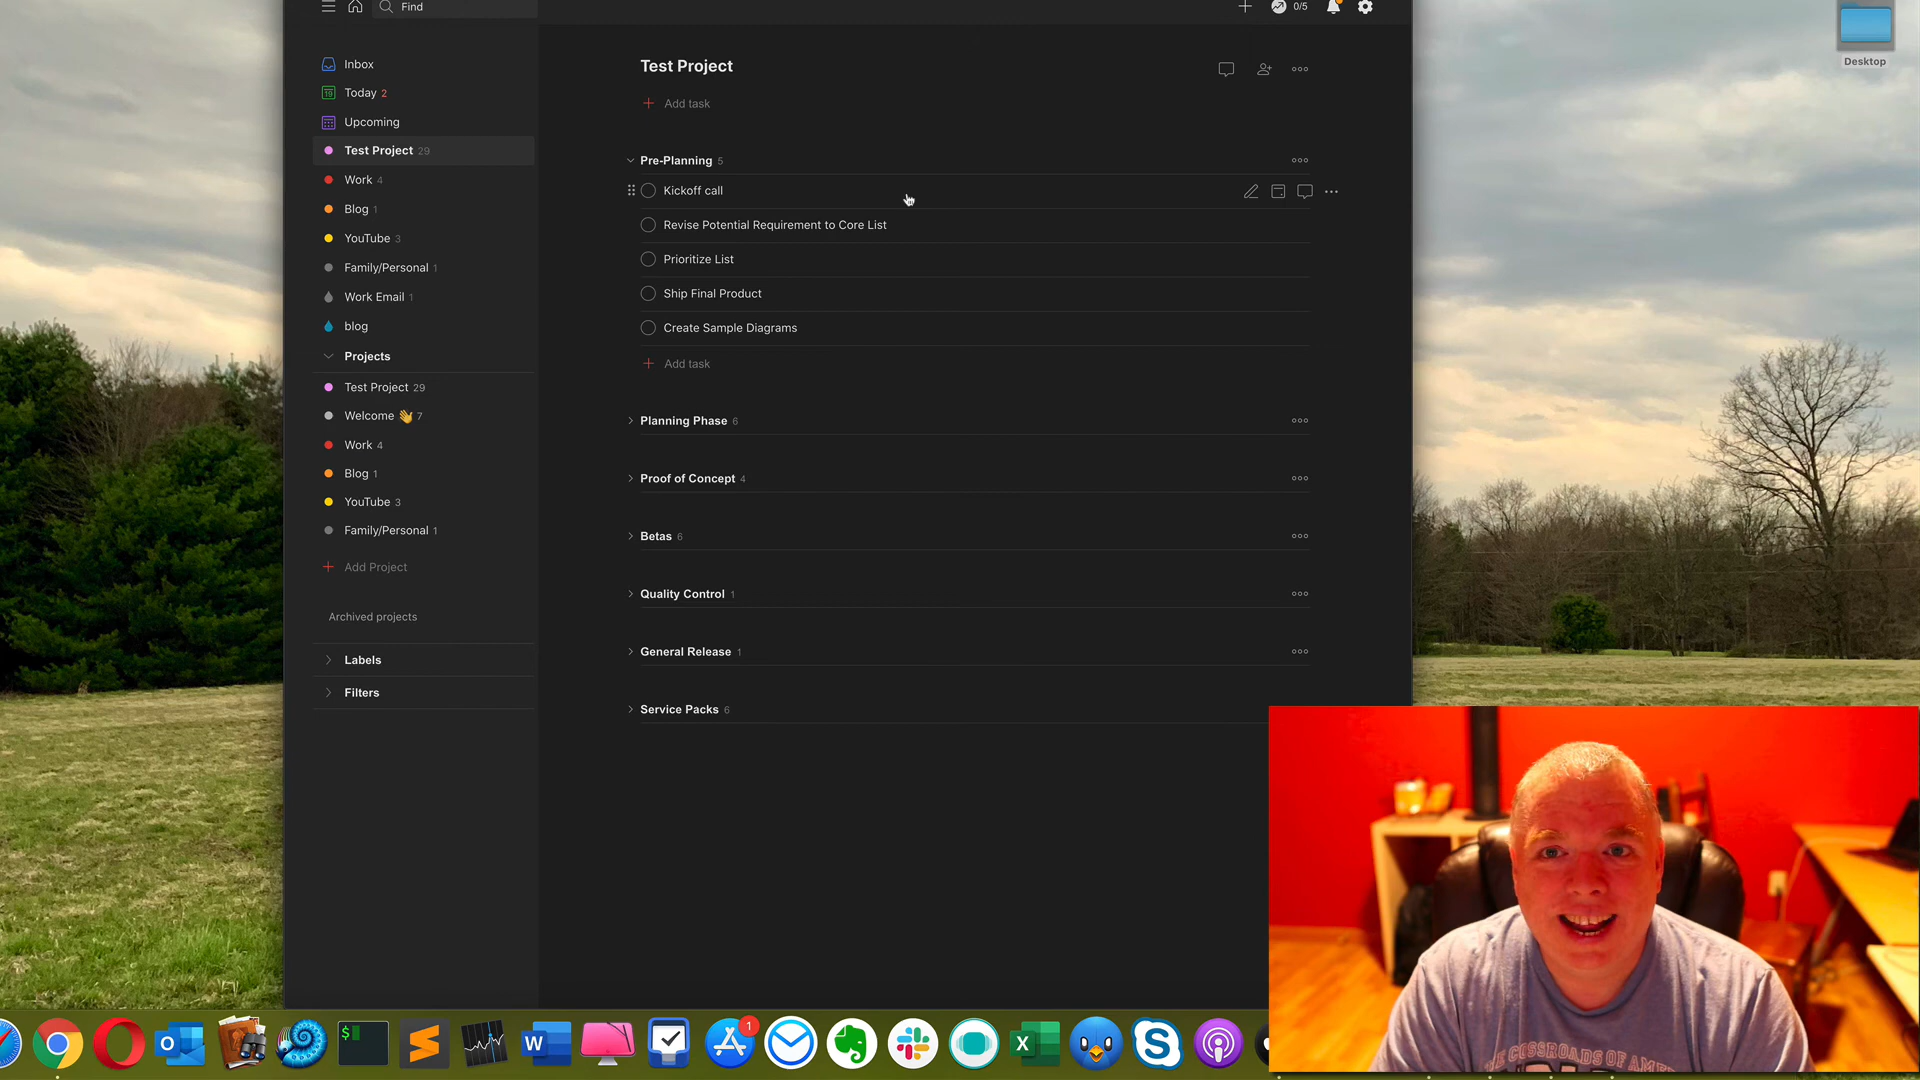 Find
0/5
Desktop
Inbox
Today 2
Upcoming
Test Project 29
Work 4
Blog 1
YouTube 3
Family/Personal 1
Work Email 1
blog
Projects
Test Project 29
Welcome 👋 7
Work 4
Blog 1
YouTube 3
Family/Personal 1
Add Project
Archived projects
Labels
Filters
Test Project
Add task
Pre-Planning 5
Kickoff call
Revise Potential Requirement to Core List
Prioritize List
Ship Final Product
Create Sample Diagrams
Add task
Planning Phase 6
Proof of Concept 4
Betas 6
Quality Control 1
General Release 1
Service Packs 6
CROSSROADS OF
1